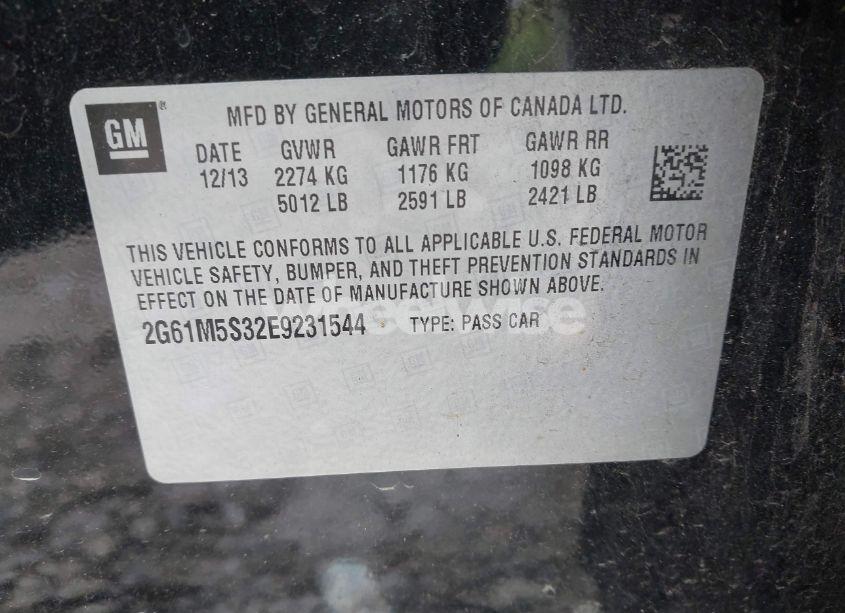 GM®
MFD BY GENERAL MOTORS OF CANADA LTD.
DATE GVWR GAWR FRT GAWR RR
12/13 2274 KG 1176 KG 1098 KG
5012 LB 2591 LB 2421 LB
THIS VEHICLE CONFORMS TO ALL APPLICABLE U.S. FEDERAL MOTOR
VEHICLE SAFETY, BUMPER, AND THEFT PREVENTION STANDARDS IN
EFFECT ON THE DATE OF MANUFACTURE SHOWN ABOVE.
2G61M5S32E9231544 TYPE: PASS CAR